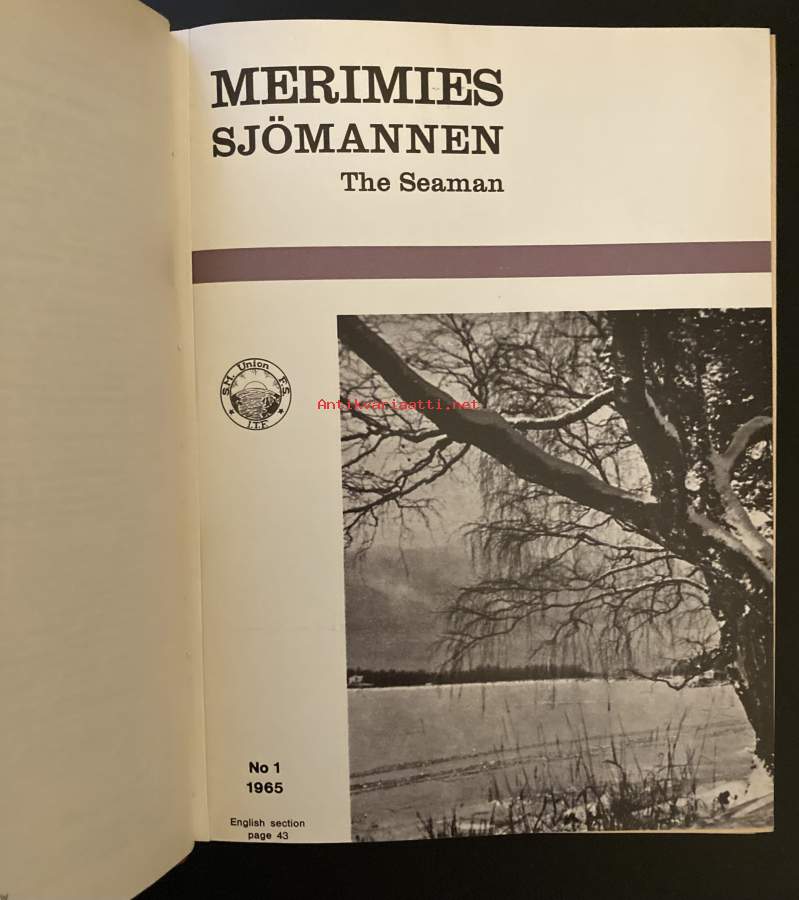 MERIMIES
SJÖMANNEN
The Seaman
S.M. Union F.S
I.T.F.
Antikvariaatti.net
No 1
1965
English section
page 43